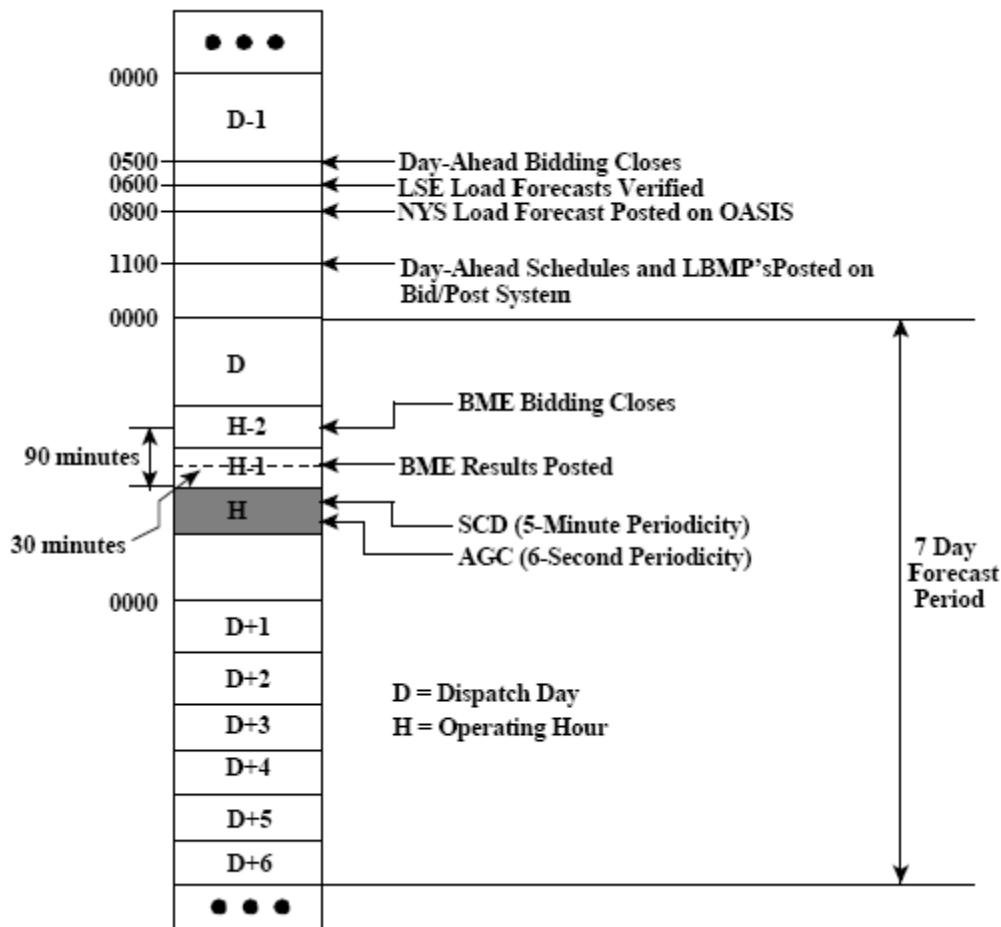 0000
D-1
0500
Day-Ahead Bidding Closes
0600
LSE Load Forecasts Verified
0800
NYS Load Forecast Posted on OASIS
1100
Day-Ahead Schedules and LBMP'sPosted on
Bid/Post System
0000
D
BME Bidding Closes
H-2
90 minutes
H-1
BME Results Posted
H
SCD (5-Minute Periodicity)
30 minutes
AGC (6-Second Periodicity)
7 Day
Forecast
Period
0000
D+1
D+2
D = Dispatch Day
D+3
H = Operating Hour
D+4
D+5
D+6